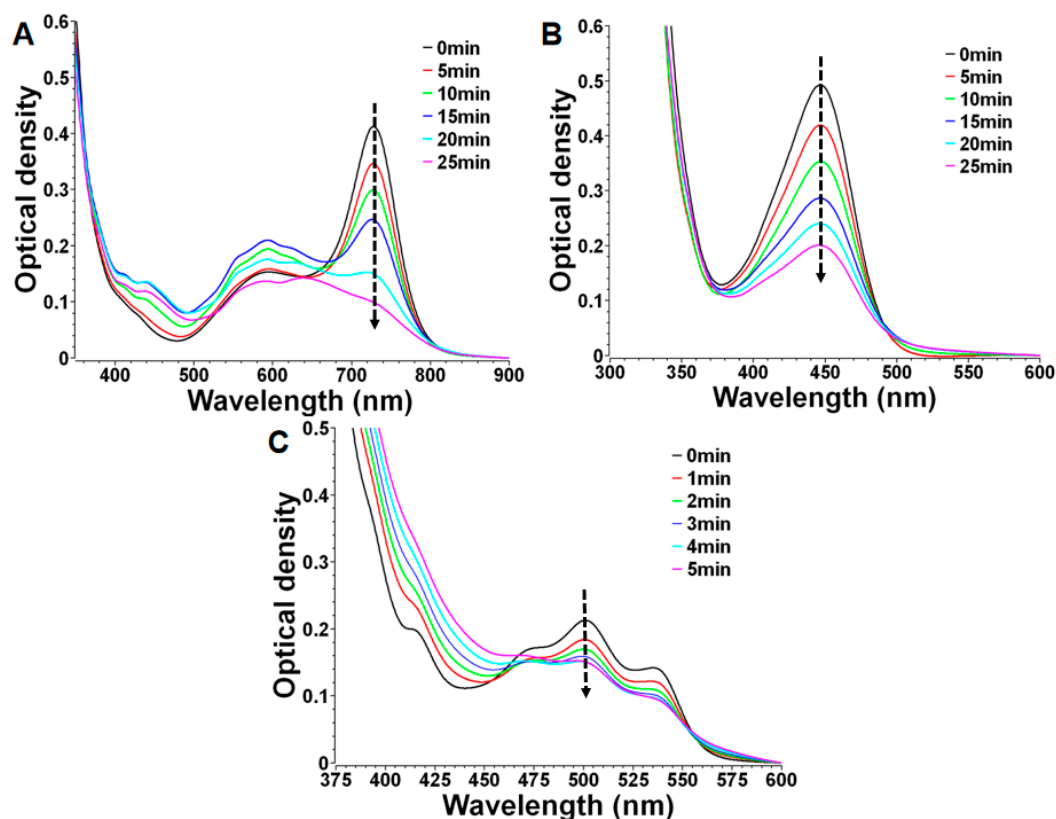 A
Optical density
0.6
0.5
0.4
0.3
0.2
0.1
0
400 500 600 700 800 900
Wavelength (nm)
0min
5min
10min
15min
20min
25min
B
Optical density
0.6
0.5
0.4
0.3
0.2
0.1
0
300 350 400 450 500 550 600
Wavelength (nm)
0min
5min
10min
15min
20min
25min
C
Optical density
0.5
0.4
0.3
0.2
0.1
0
375 400 425 450 475 500 525 550 575 600
Wavelength (nm)
0min
1min
2min
3min
4min
5min